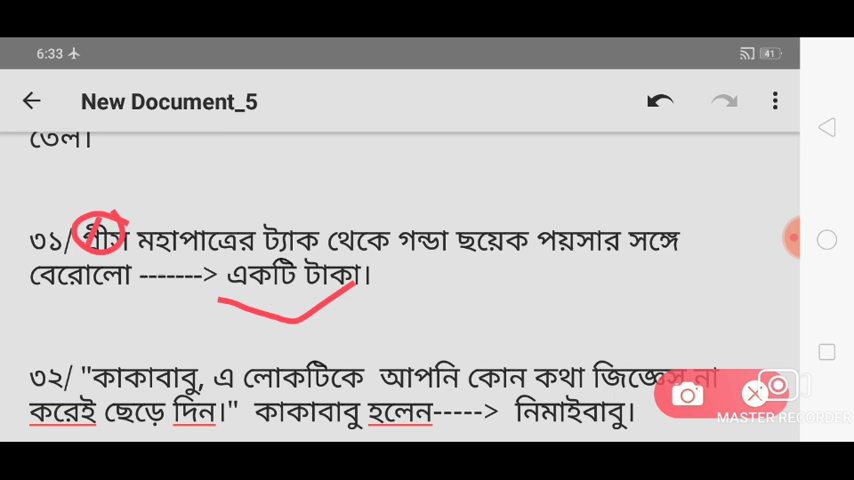 6:33
41
New Document_5
তেল।
৩১/ মহাপাত্রের ট্যাক থেকে গন্ডা ছয়েক পয়সার সঙ্গে
বেরোলো -------> একটি টাকা।
৩২/ "কাকাবাবু, এ লোকটিকে আপনি কোন কথা জিজ্ঞেস না
করেই ছেড়ে দিন।" কাকাবাবু হলেন-----> নিমাইবাবু।
MASTER RECORDER